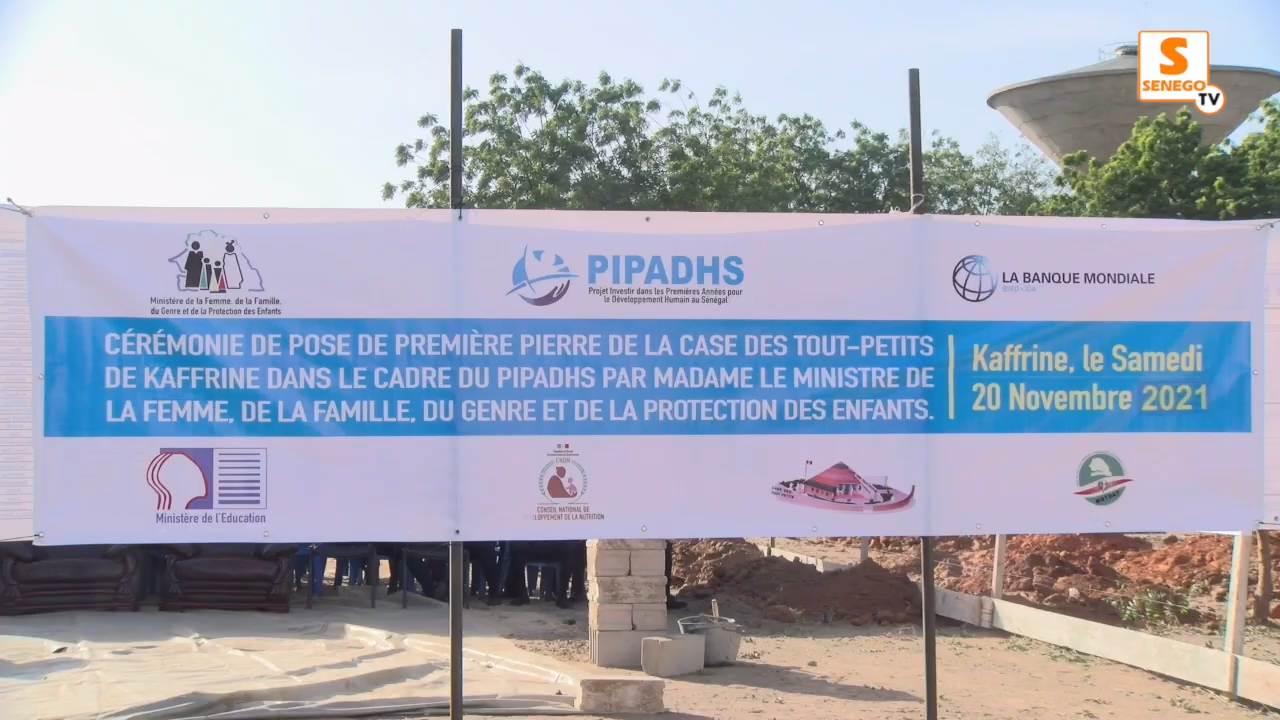 S
SENEGO
TV
PIPADHS
Projet Investir dans les Premières Années pour
le Développement Humain au Sénégal
LA BANQUE MONDIALE
BIRD • IDA
Ministère de la Femme, de la Famille,
du Genre et de la Protection des Enfants
CÉRÉMONIE DE POSE DE PREMIÈRE PIERRE DE LA CASE DES TOUT-PETITS
DE KAFFRINE DANS LE CADRE DU PIPADHS PAR MADAME LE MINISTRE DE
LA FEMME, DE LA FAMILLE, DU GENRE ET DE LA PROTECTION DES ENFANTS.
Kaffrine, le Samedi
20 Novembre 2021
Ministère de l'Education
CONSEIL NATIONAL DE
DE LA NUTRITION